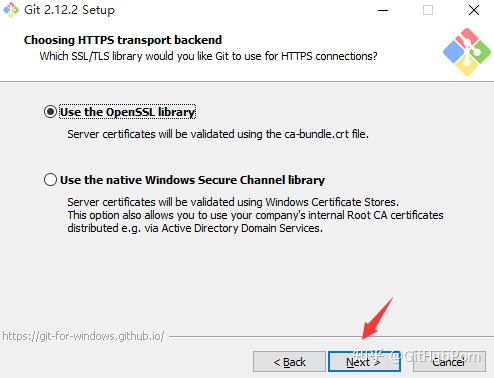 Git 2.12.2 Setup
Choosing HTTPS transport backend
Which SSL/TLS library would you like Git to use for HTTPS connections?
Use the OpenSSL library
Server certificates will be validated using the ca-bundle.crt file.
Use the native Windows Secure Channel library
Server certificates will be validated using Windows Certificate Stores.
This option also allows you to use your company's internal Root CA certificates
distributed e.g. via Active Directory Domain Services.
https://git-for-windows.github.io/
< Back
Next >
Cancel
@GitHubPorn